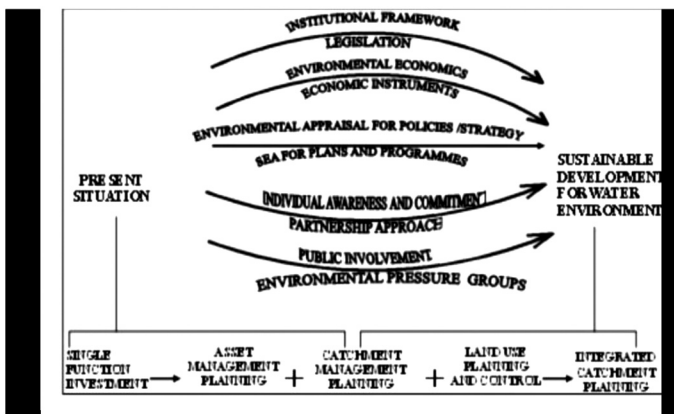 INSTITUTIONAL FRAMEWORK
LEGISLATION
ENVIRONMENTAL ECONOMICS
ECONOMIC INSTRUMENTS
ENVIRONMENTAL APPRAISAL FOR POLICIES /STRATEGY
SEA FOR PLANS AND PROGRAMMES
PRESENT
SITUATION
SUSTAINABLE
DEVELOPMENT
FOR WATER
ENVIRONMENT
INDIVIDUAL AWARENESS AND COMMITMENT
PARTNERSHIP APPROACH
PUBLIC INVOLVEMENT
ENVIRONMENTAL PRESSURE GROUPS
SINGLE
FUNCTION
INVESTMENT
ASSET
MANAGEMENT
PLANNING
+
CATCHMENT
MANAGEMENT
PLANNING
+
LAND USE
PLANNING
AND CONTROL
INTEGRATED
CATCHMENT
PLANNING